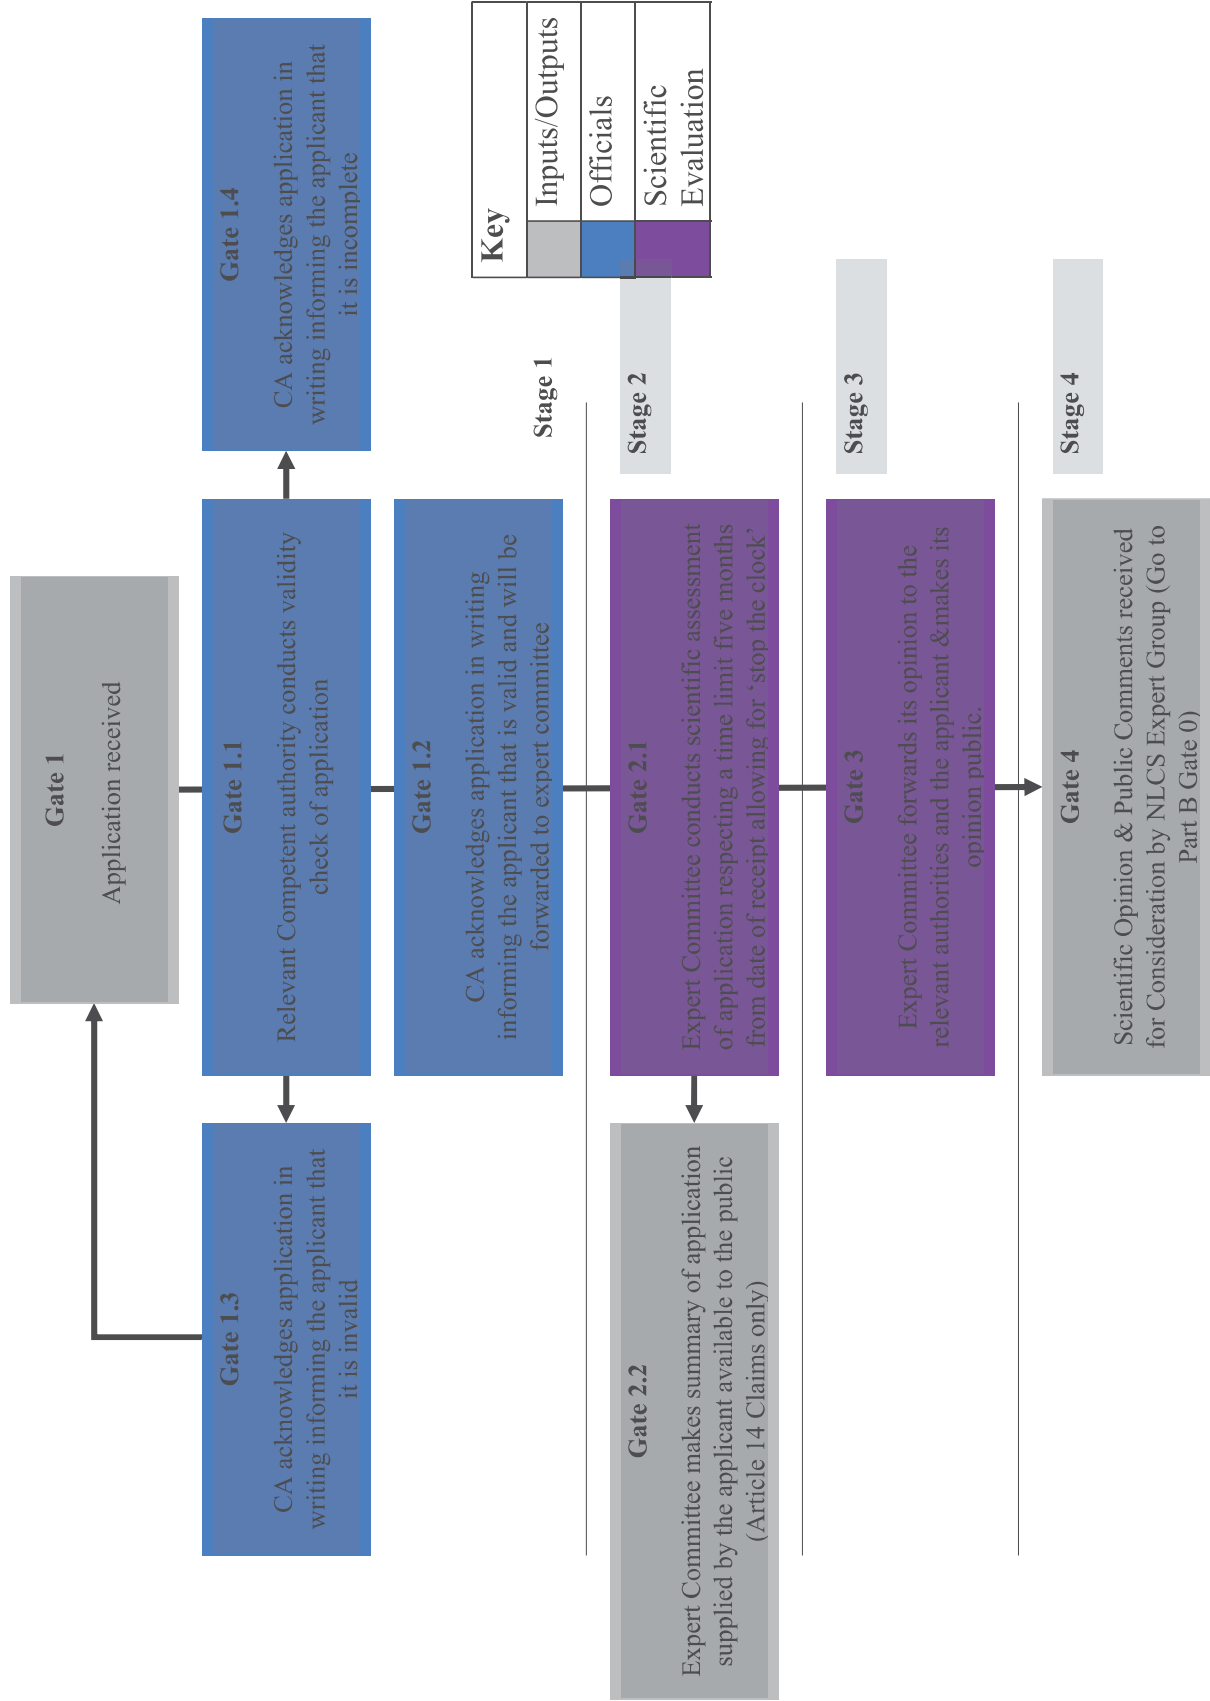 Gate 1
Application received
Gate 1.3
CA acknowledges application in
writing informing the applicant that
it is invalid
Gate 1.1
Relevant Competent authority conducts validity
check of application
Gate 1.4
CA acknowledges application in
writing informing the applicant that
it is incomplete
Gate 1.2
CA acknowledges application in writing
informing the applicant that is valid and will be
forwarded to expert committee
Stage 1
Key
Inputs/Outputs
Officials
Scientific
Evaluation
Gate 2.2
Expert Committee makes summary of application
supplied by the applicant available to the public
(Article 14 Claims only)
Gate 2.1
Expert Committee conducts scientific assessment
of application respecting a time limit five months
from date of receipt allowing for ‘stop the clock’
Stage 2
Gate 3
Expert Committee forwards its opinion to the
relevant authorities and the applicant &makes its
opinion public.
Stage 3
Gate 4
Scientific Opinion & Public Comments received
for Consideration by NLCS Expert Group (Go to
Part B Gate 0)
Stage 4